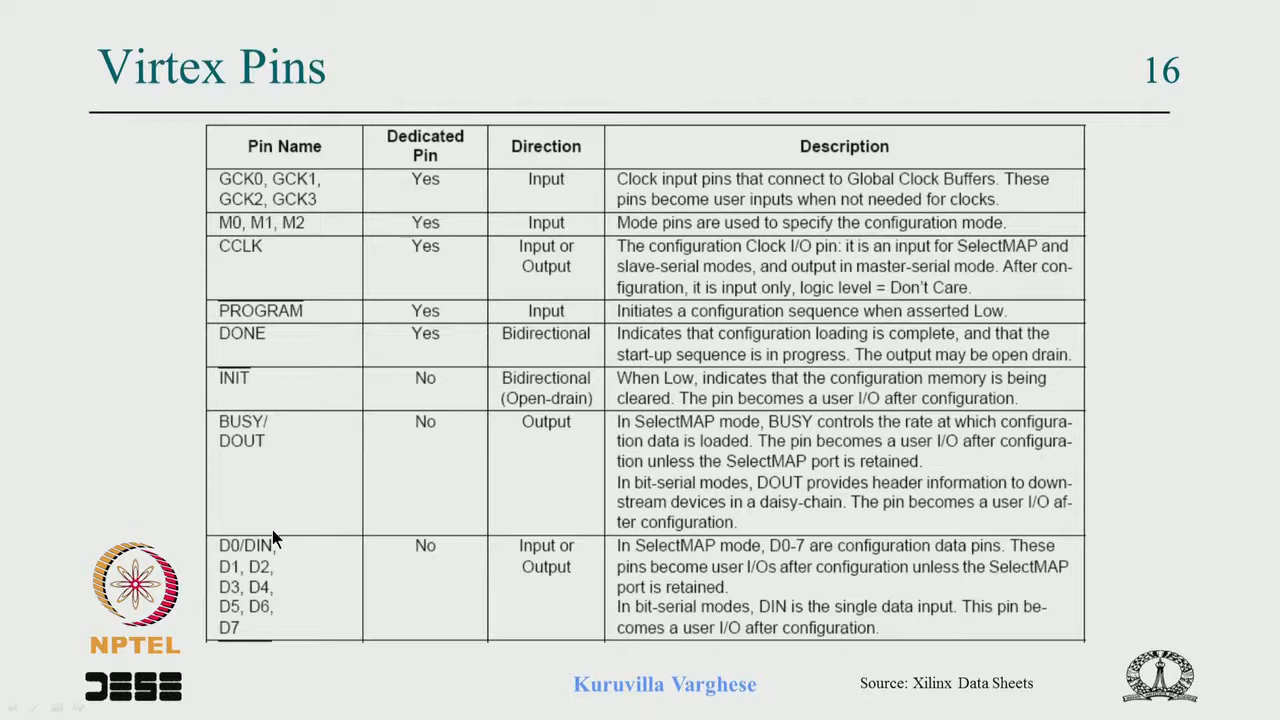 Virtex Pins
16
Pin Name
Dedicated
Pin
Direction
Description
GCK0, GCK1,
GCK2, GCK3
Yes
Input
Clock input pins that connect to Global Clock Buffers. These
pins become user inputs when not needed for clocks.
M0, M1, M2
Yes
Input
Mode pins are used to specify the configuration mode.
CCLK
Yes
Input or
Output
The configuration Clock I/O pin: it is an input for SelectMAP and
slave-serial modes, and output in master-serial mode. After con-
figuration, it is input only, logic level = Don't Care.
PROGRAM
Yes
Input
Initiates a configuration sequence when asserted Low.
DONE
Yes
Bidirectional
Indicates that configuration loading is complete, and that the
start-up sequence is in progress. The output may be open drain.
INIT
No
Bidirectional
(Open-drain)
When Low, indicates that the configuration memory is being
cleared. The pin becomes a user I/O after configuration.
BUSY/
DOUT
No
Output
In SelectMAP mode, BUSY controls the rate at which configura-
tion data is loaded. The pin becomes a user I/O after configura-
tion unless the SelectMAP port is retained.
In bit-serial modes, DOUT provides header information to down-
stream devices in a daisy-chain. The pin becomes a user I/O af-
ter configuration.
D0/DIN,
D1, D2,
D3, D4,
D5, D6,
D7
No
Input or
Output
In SelectMAP mode, D0-7 are configuration data pins. These
pins become user I/Os after configuration unless the SelectMAP
port is retained.
In bit-serial modes, DIN is the single data input. This pin be-
comes a user I/O after configuration.
NPTEL
DESE
Kuruvilla Varghese
Source: Xilinx Data Sheets